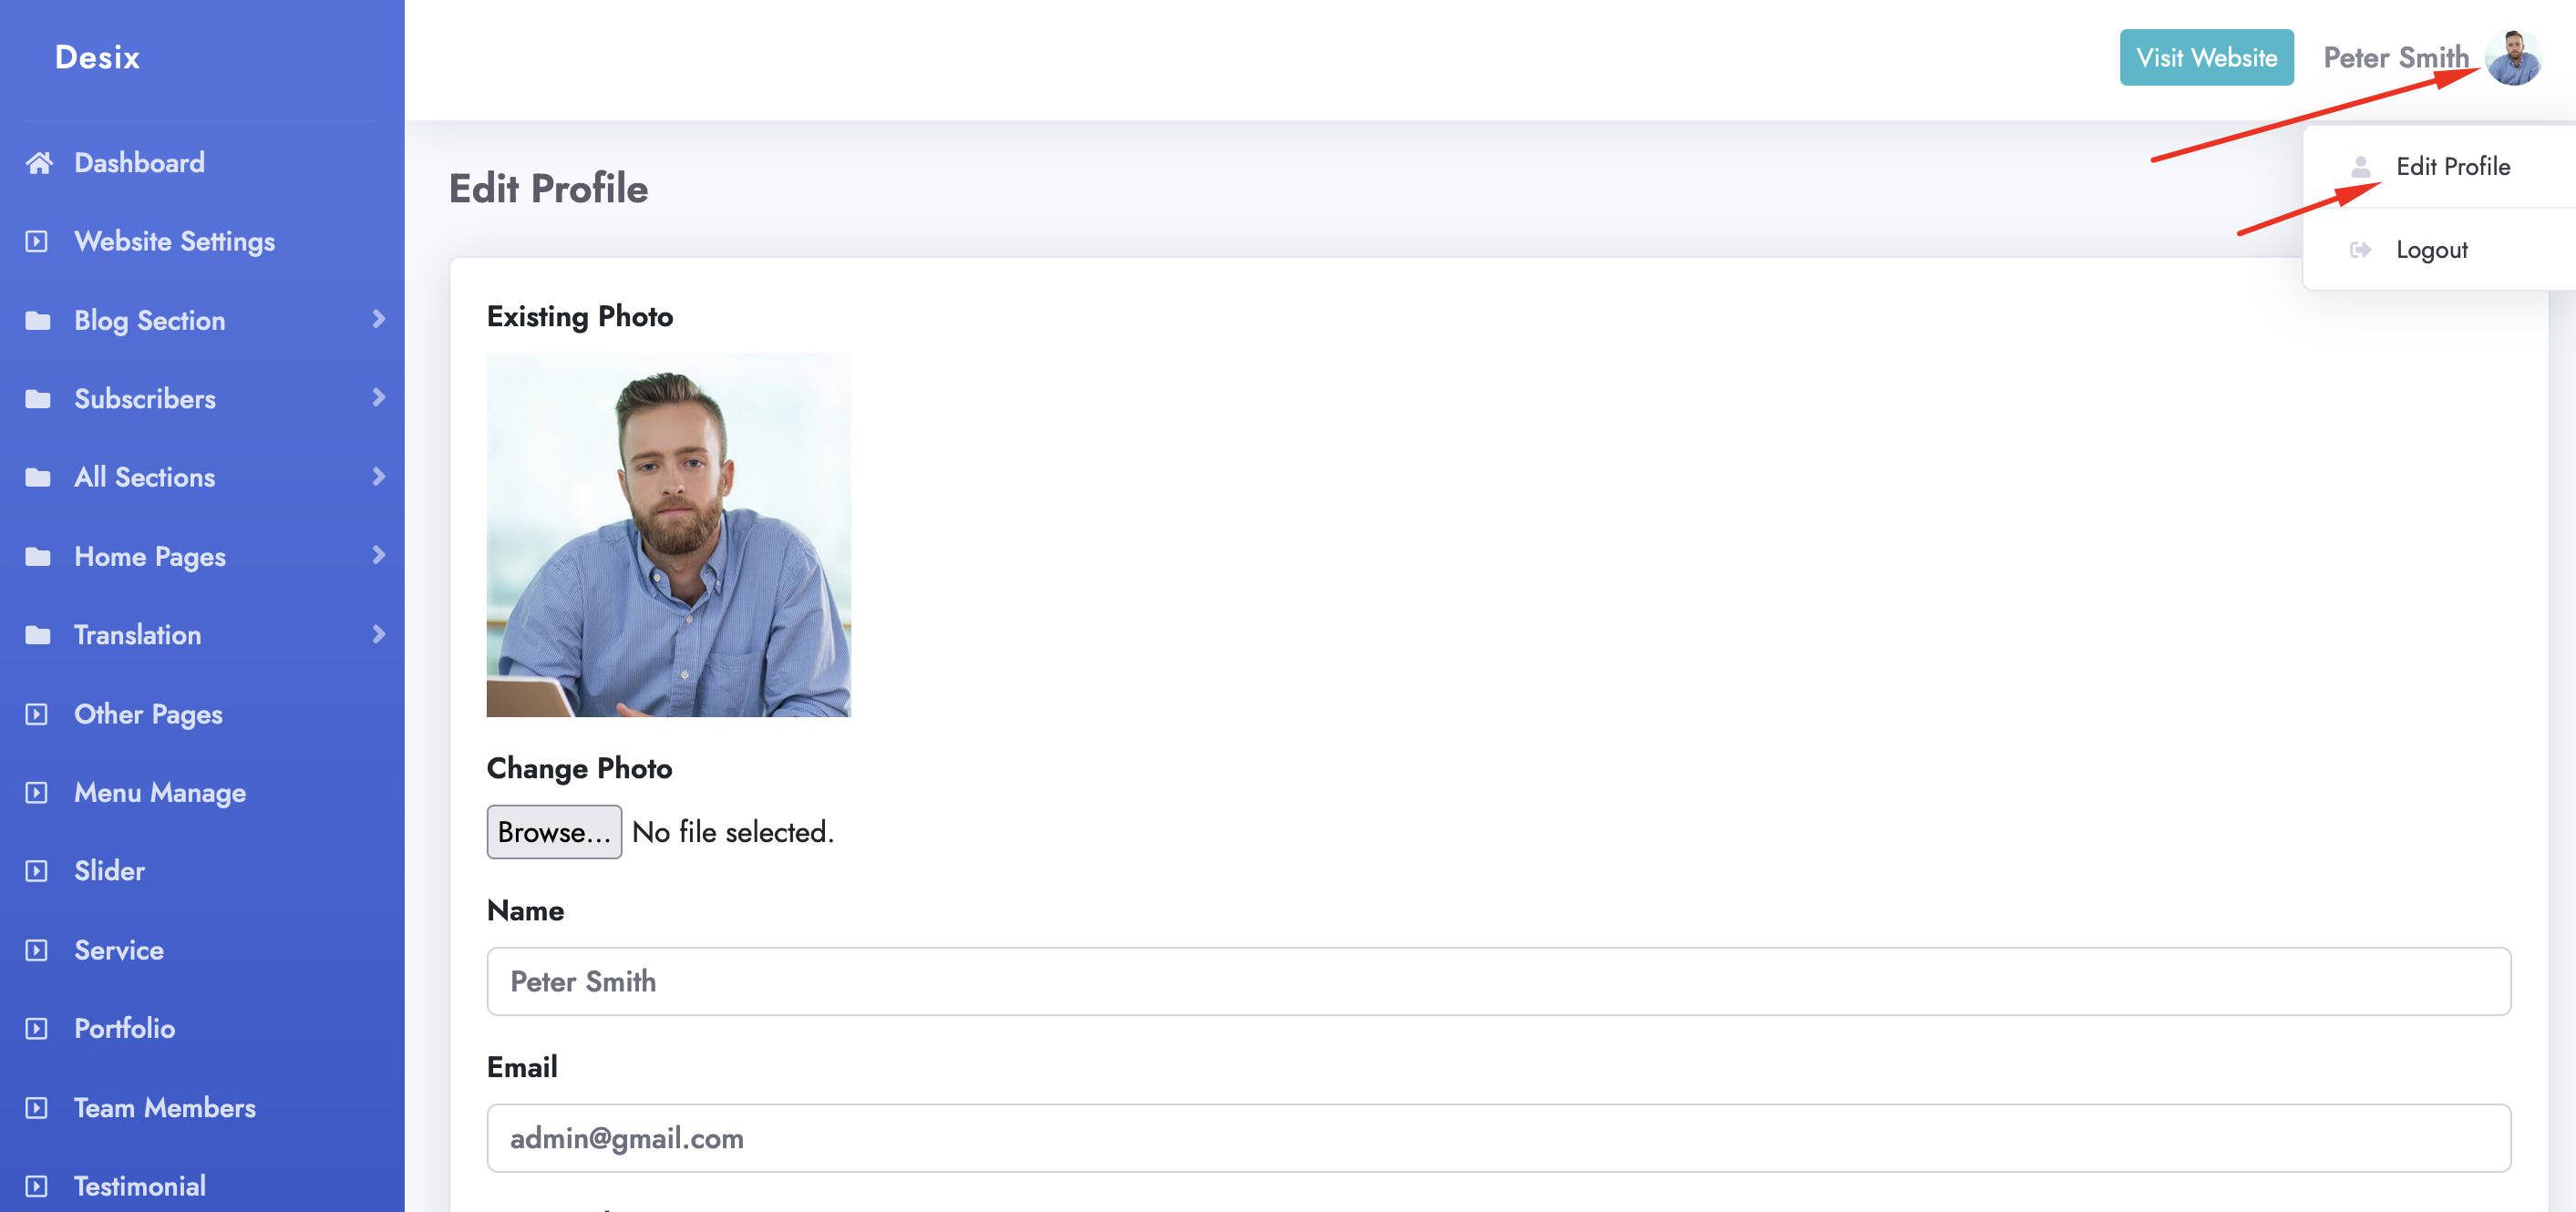 Desix
Visit Website
Peter Smith
Edit Profile
Logout
Dashboard
Website Settings
Blog Section
Subscribers
All Sections
Home Pages
Translation
Other Pages
Menu Manage
Slider
Service
Portfolio
Team Members
Testimonial
Edit Profile
Existing Photo
Change Photo
Browse... No file selected.
Name
Peter Smith
Email
admin@gmail.com